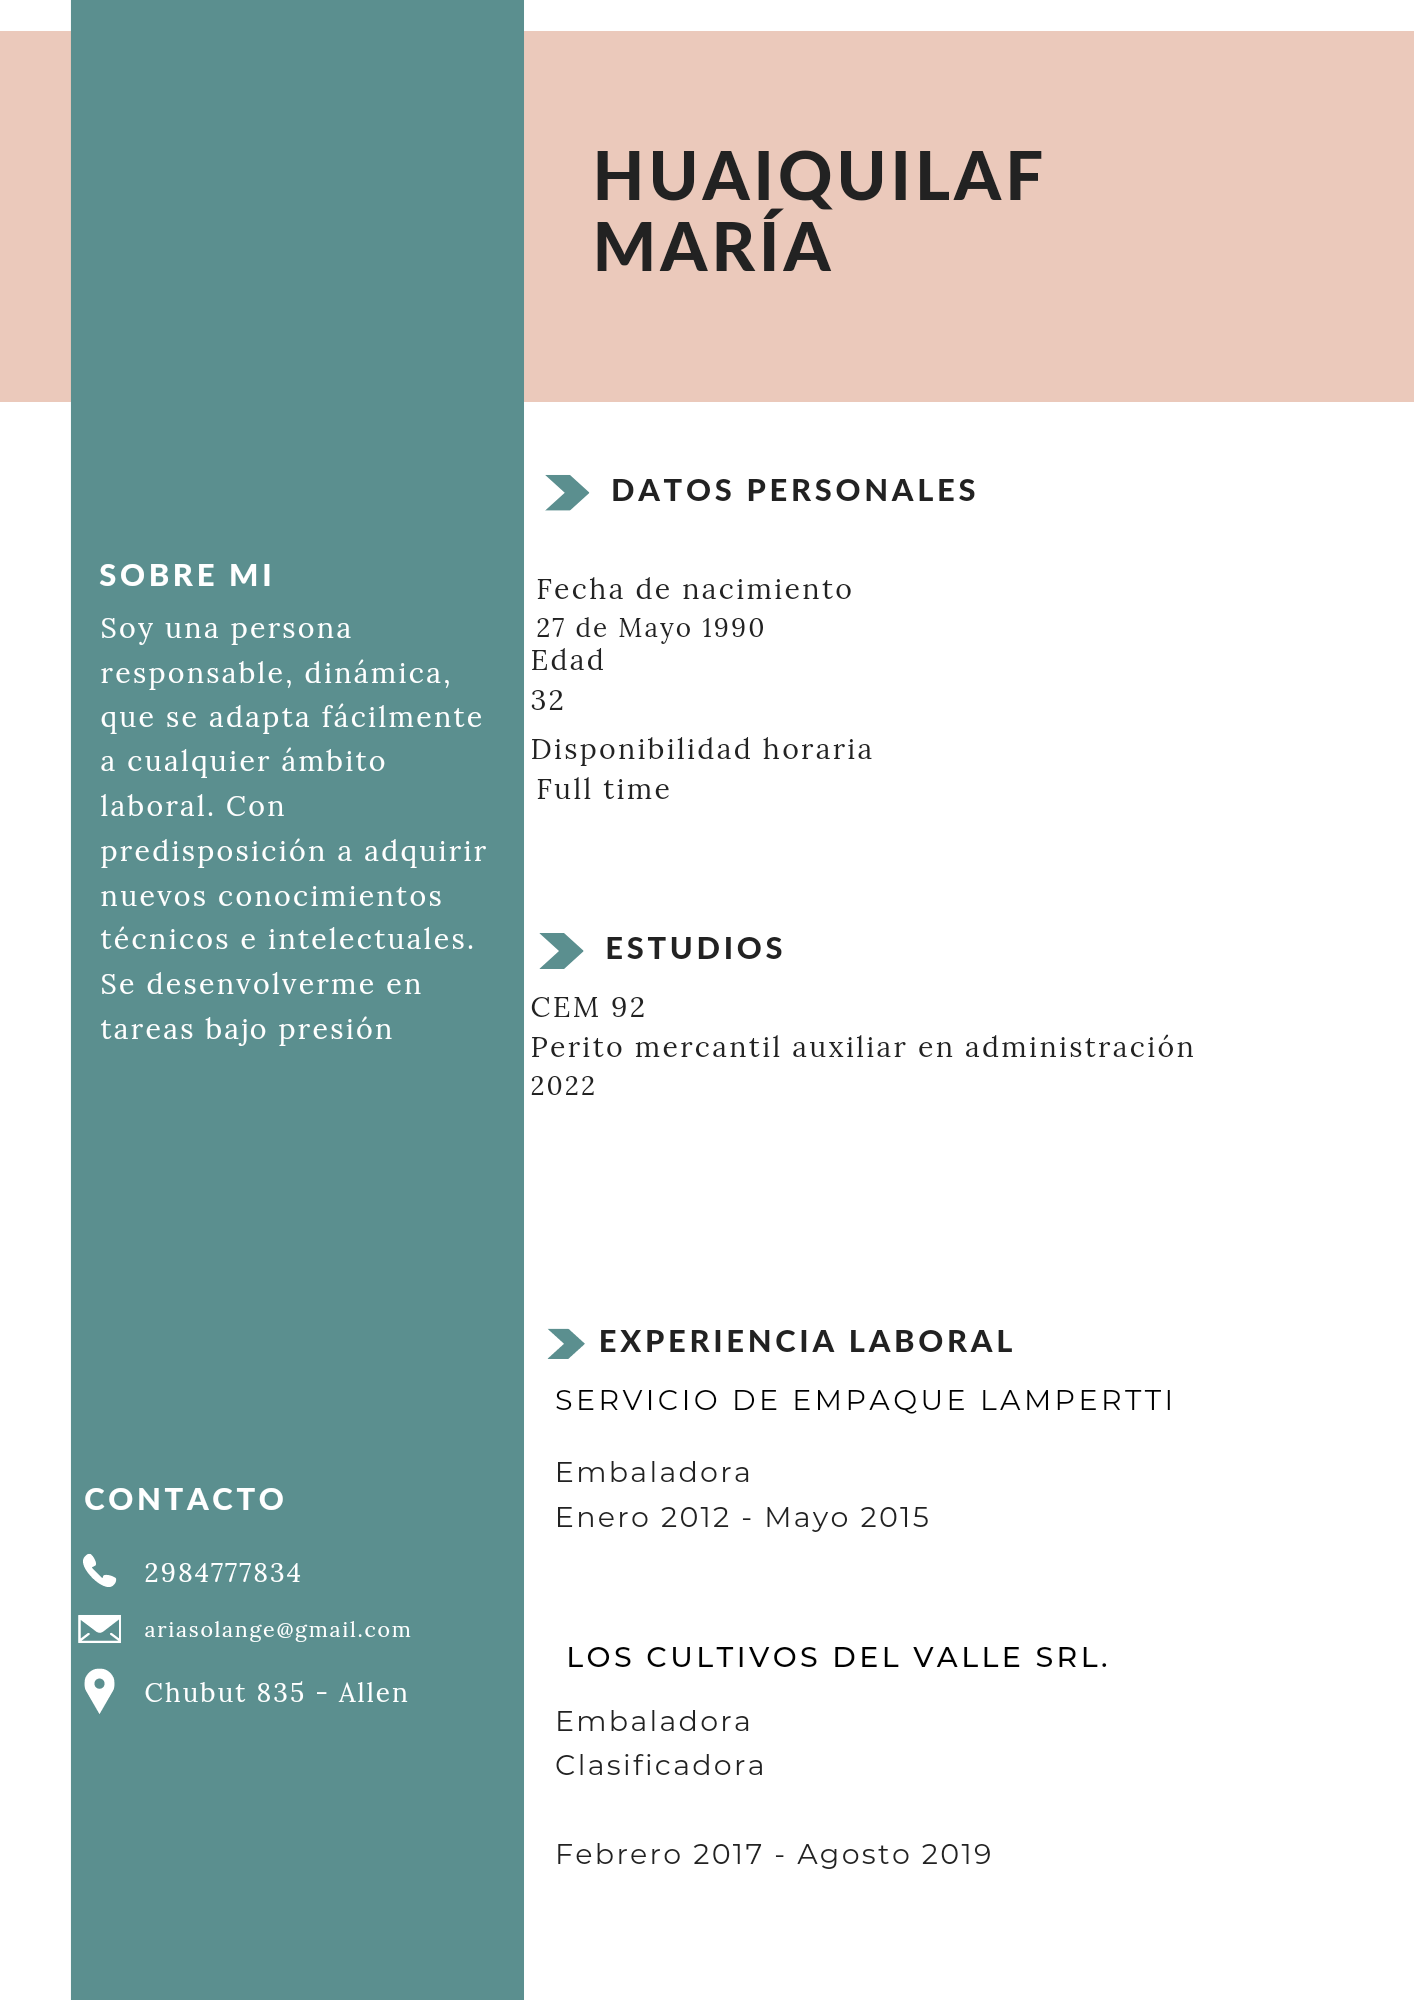 HUAIQUILAF
MARÍA
SOBRE MI
Soy una persona
responsable, dinámica,
que se adapta fácilmente
a cualquier ámbito
laboral. Con
predisposición a adquirir
nuevos conocimientos
técnicos e intelectuales.
Se desenvolverme en
tareas bajo presión
CONTACTO
2984777834
ariasolange@gmail.com
Chubut 835 - Allen
DATOS PERSONALES
Fecha de nacimiento
27 de Mayo 1990
Edad
32
Disponibilidad horaria
Full time
ESTUDIOS
CEM 92
Perito mercantil auxiliar en administración
2022
EXPERIENCIA LABORAL
SERVICIO DE EMPAQUE LAMPERTTI
Embaladora
Enero 2012 - Mayo 2015
LOS CULTIVOS DEL VALLE SRL.
Embaladora
Clasificadora
Febrero 2017 - Agosto 2019